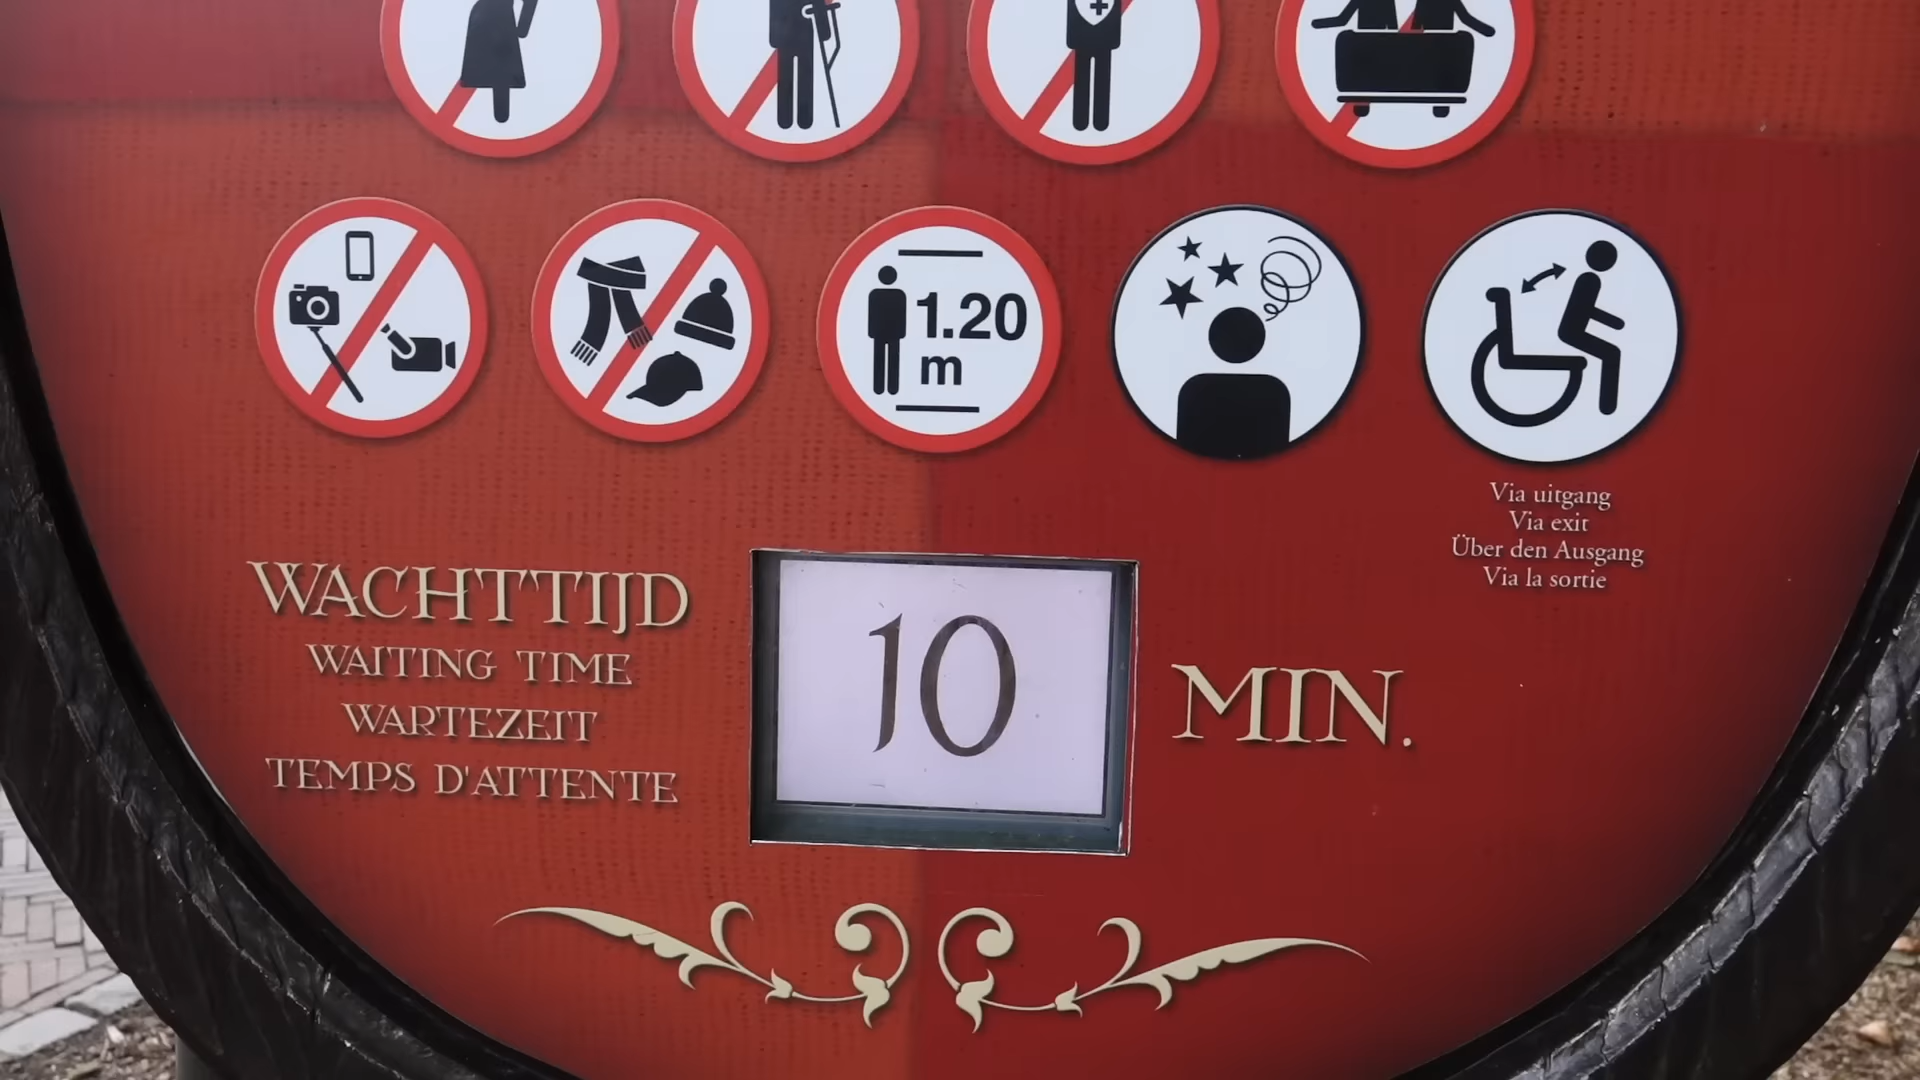 1.20
m
Via uitgang
Via exit
Über den Ausgang
Via la sortie
WACHTTIJD
WAITING TIME
WARTEZEIT
TEMPS D'ATTENTE
10
MIN.